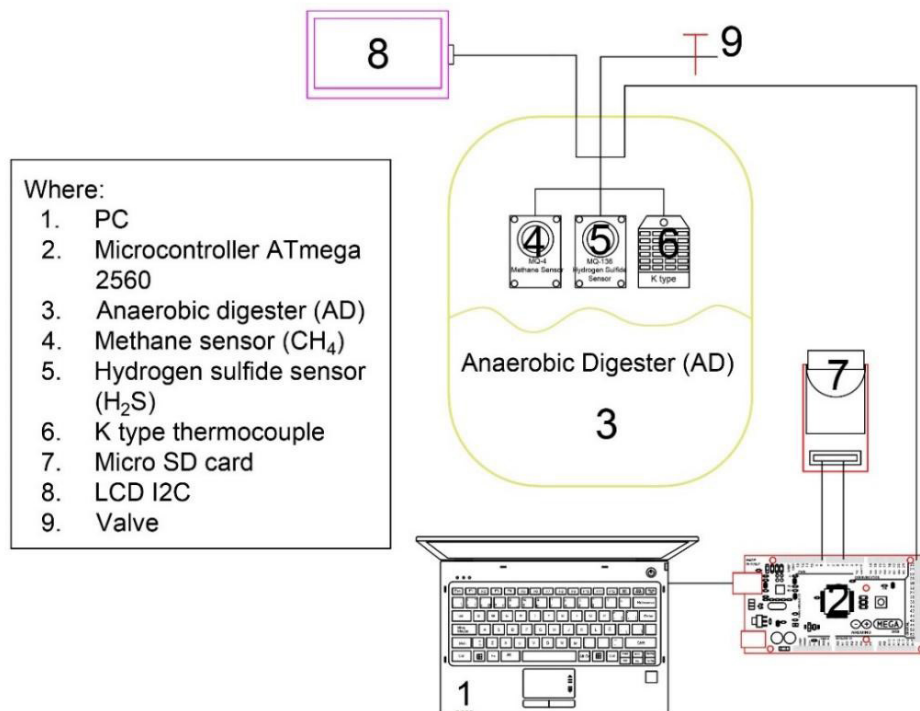 8
9
Where:
1. PC
2. Microcontroller ATmega
2560
3. Anaerobic digester (AD)
4. Methane sensor (CH₄)
5. Hydrogen sulfide sensor
(H₂S)
6. K type thermocouple
7. Micro SD card
8. LCD I2C
9. Valve
4
MQ-4
Methane Sensor
5
MQ-136
Hydrogen Sulfide
Sensor
6
K type
Anaerobic Digester (AD)
3
7
2
MEGA
1